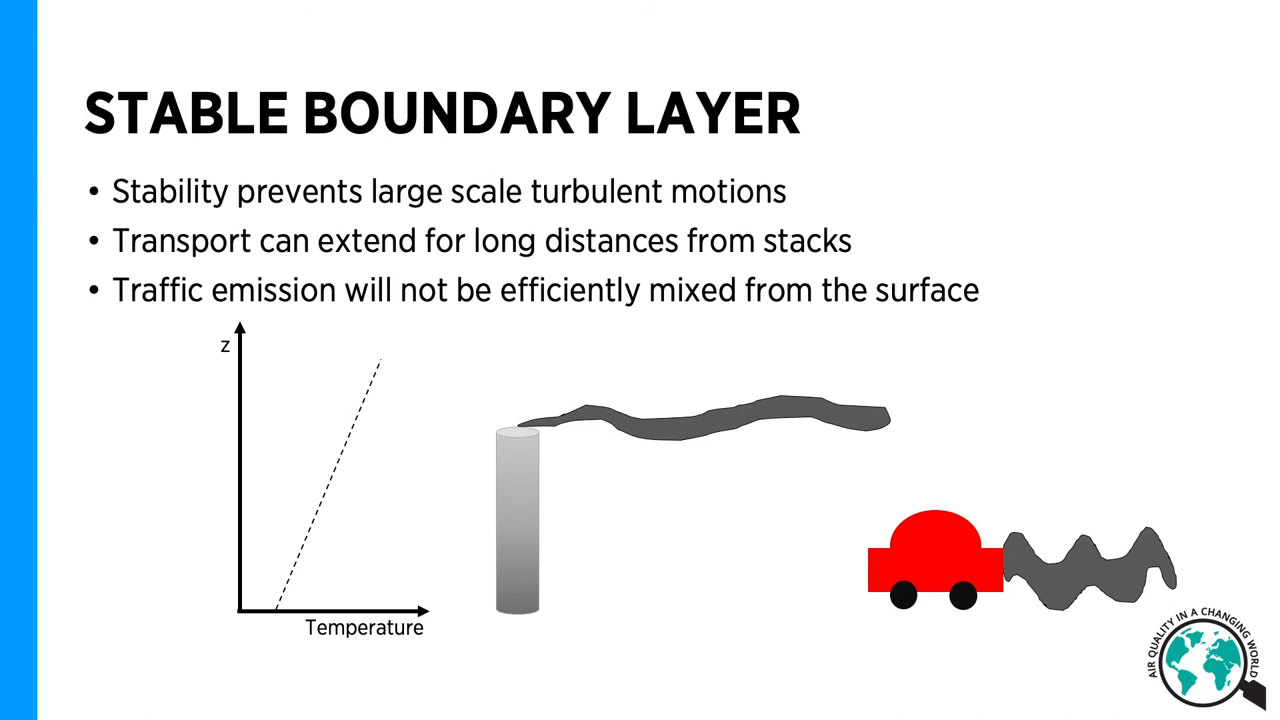 STABLE BOUNDARY LAYER
• Stability prevents large scale turbulent motions
• Transport can extend for long distances from stacks
• Traffic emission will not be efficiently mixed from the surface
z
Temperature
AIR QUALITY IN A CHANGING WORLD